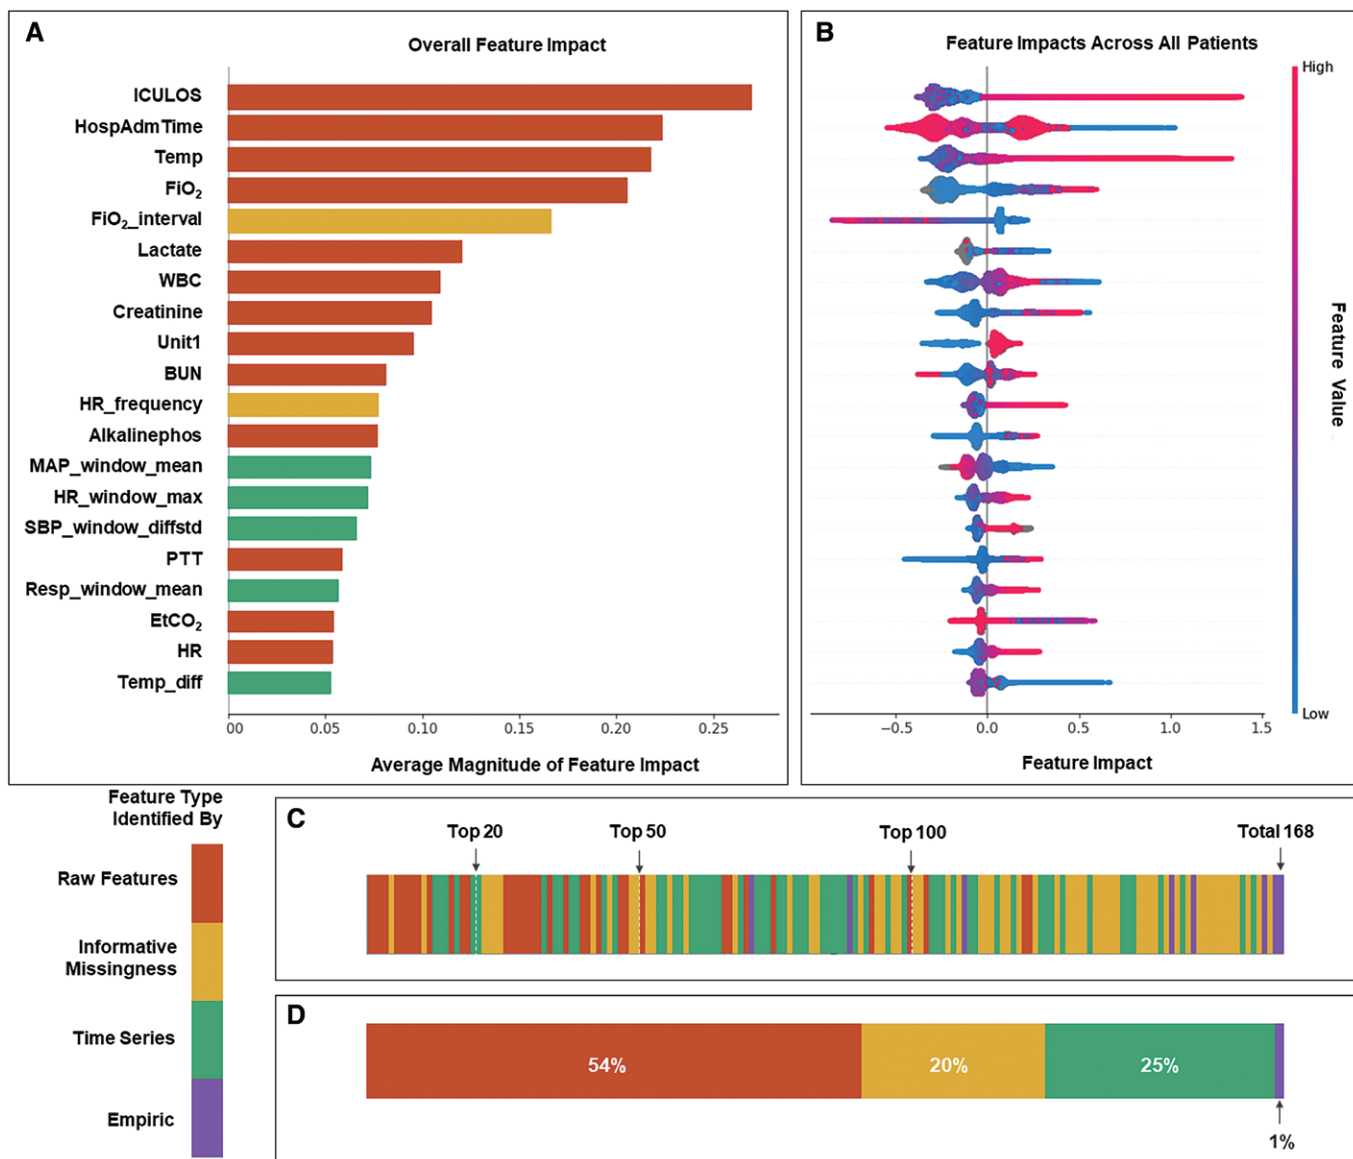 A
Overall Feature Impact
ICULOS
HospAdmTime
Temp
FiO2
FiO2_interval
Lactate
WBC
Creatinine
Unit1
BUN
HR_frequency
Alkalinephos
MAP_window_mean
HR_window_max
SBP_window_diffstd
PTT
Resp_window_mean
EtCO2
HR
Temp_diff
00 0.05 0.10 0.15 0.20 0.25
Average Magnitude of Feature Impact
B
Feature Impacts Across All Patients
High
Feature Value
Low
−0.5 0.0 0.5 1.0 1.5
Feature Impact
Feature Type
Identified By
Raw Features
Informative
Missingness
Time Series
Empiric
C
Top 20 Top 50 Top 100 Total 168
D
54% 20% 25%
1%